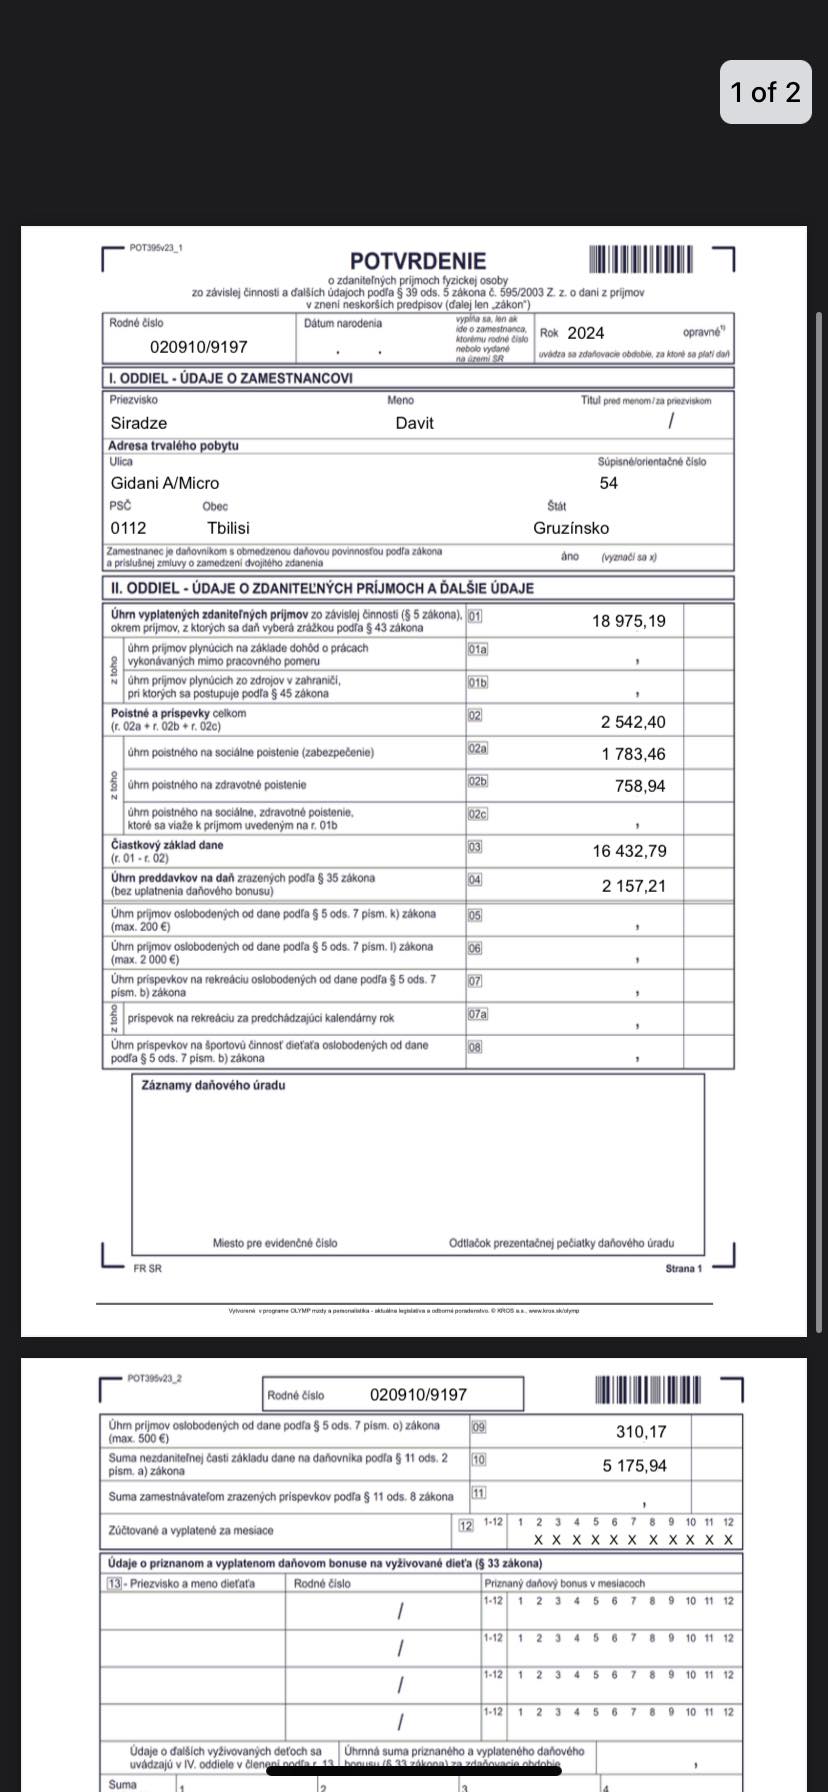 1 of 2
POT395v23_1
POTVRDENIE
o zdaniteľných príjmoch fyzickej osoby
zo závislej činnosti a ďalších údajoch podľa § 39 ods. 5 zákona č. 595/2003 Z. z. o dani z príjmov
v znení neskorších predpisov (ďalej len „zákon“)
Rodné číslo
020910/9197
Dátum narodenia
. .
vypĺňa sa, len ak
ide o zamestnanca,
ktorému rodné číslo
nebolo vydané
na území SR
Rok 2024 opravné¹⁾
uvádza sa zdaňovacie obdobie, za ktoré sa platí daň
I. ODDIEL - ÚDAJE O ZAMESTNANCOVI
Priezvisko Meno Titul pred menom/za priezviskom
Siradze Davit /
Adresa trvalého pobytu
Ulica Súpisné/orientačné číslo
Gidani A/Micro 54
PSČ Obec Štát
0112 Tbilisi Gruzínsko
Zamestnanec je daňovníkom s obmedzenou daňovou povinnosťou podľa zákona
a príslušnej zmluvy o zamedzení dvojitého zdanenia
áno (vyznačí sa x)
II. ODDIEL - ÚDAJE O ZDANITEĽNÝCH PRÍJMOCH A ĎALŠIE ÚDAJE
Úhrn vyplatených zdaniteľných príjmov zo závislej činnosti (§ 5 zákona), 01 18 975,19
okrem príjmov, z ktorých sa daň vyberá zrážkou podľa § 43 zákona
z toho
úhrn príjmov plynúcich na základe dohôd o prácach 01a ,
vykonávaných mimo pracovného pomeru
úhrn príjmov plynúcich zo zdrojov v zahraničí, 01b ,
pri ktorých sa postupuje podľa § 45 zákona
Poistné a príspevky celkom 02 2 542,40
(r. 02a + r. 02b + r. 02c)
z toho
úhrn poistného na sociálne poistenie (zabezpečenie) 02a 1 783,46
úhrn poistného na zdravotné poistenie 02b 758,94
úhrn poistného na sociálne, zdravotné poistenie, 02c ,
ktoré sa viaže k príjmom uvedeným na r. 01b
Čiastkový základ dane 03 16 432,79
(r. 01 - r. 02)
Úhrn preddavkov na daň zrazených podľa § 35 zákona 04 2 157,21
(bez uplatnenia daňového bonusu)
Úhrn príjmov oslobodených od dane podľa § 5 ods. 7 písm. k) zákona 05 ,
(max. 200 €)
Úhrn príjmov oslobodených od dane podľa § 5 ods. 7 písm. l) zákona 06 ,
(max. 2 000 €)
Úhrn príspevkov na rekreáciu oslobodených od dane podľa § 5 ods. 7 07 ,
písm. b) zákona
z toho
príspevok na rekreáciu za predchádzajúci kalendárny rok 07a ,
Úhrn príspevkov na športovú činnosť dieťaťa oslobodených od dane 08 ,
podľa § 5 ods. 7 písm. b) zákona
Záznamy daňového úradu
Miesto pre evidenčné číslo Odtlačok prezentačnej pečiatky daňového úradu
FR SR Strana 1
Vytvorené v programe OLYMP mzdy a personalistika - aktuálna legislatíva a odborné poradenstvo. © KROS a.s., www.kros.sk/olymp
POT395v23_2
Rodné číslo 020910/9197
Úhrn príjmov oslobodených od dane podľa § 5 ods. 7 písm. o) zákona 09 310,17
(max. 500 €)
Suma nezdaniteľnej časti základu dane na daňovníka podľa § 11 ods. 2 10 5 175,94
písm. a) zákona
Suma zamestnávateľom zrazených príspevkov podľa § 11 ods. 8 zákona 11 ,
Zúčtované a vyplatené za mesiace 12 1-12 1 2 3 4 5 6 7 8 9 10 11 12
X X X X X X X X X X X
Údaje o priznanom a vyplatenom daňovom bonuse na vyživované dieťa (§ 33 zákona)
13 - Priezvisko a meno dieťaťa Rodné číslo Priznaný daňový bonus v mesiacoch
/ 1-12 1 2 3 4 5 6 7 8 9 10 11 12
/ 1-12 1 2 3 4 5 6 7 8 9 10 11 12
/ 1-12 1 2 3 4 5 6 7 8 9 10 11 12
/ 1-12 1 2 3 4 5 6 7 8 9 10 11 12
Údaje o ďalších vyživovaných deťoch sa Úhrnná suma priznaného a vyplateného daňového
uvádzajú v IV. oddiele v členení podľa r. 13 bonusu (§ 33 zákona) za zdaňovacie obdobie ,
Suma 1 2 3 4